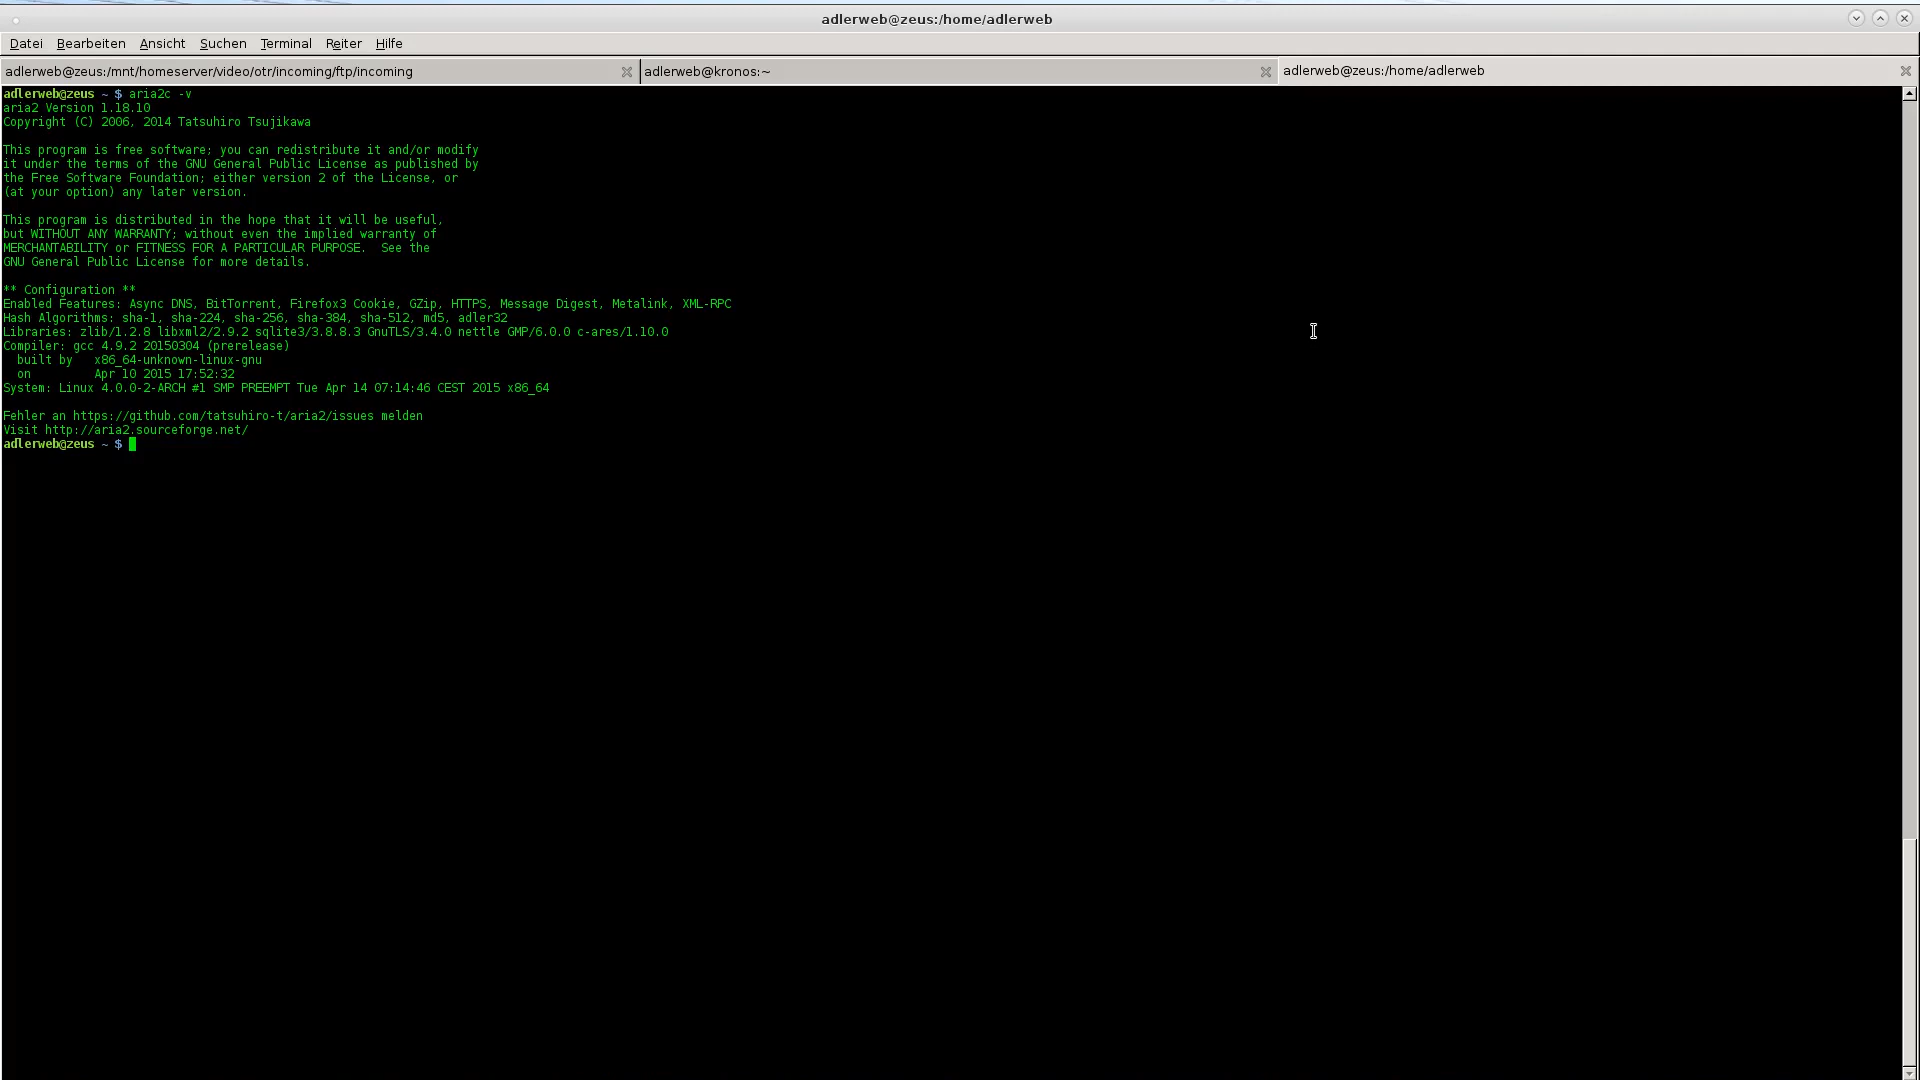 adlerweb@zeus:/home/adlerweb
Datei Bearbeiten Ansicht Suchen Terminal Reiter Hilfe
adlerweb@zeus:/mnt/homeserver/video/otr/incoming/ftp/incoming
adlerweb@kronos:~
adlerweb@zeus:/home/adlerweb
adlerweb@zeus ~ $ aria2c -v
aria2 Version 1.18.10
Copyright (C) 2006, 2014 Tatsuhiro Tsujikawa
This program is free software; you can redistribute it and/or modify
it under the terms of the GNU General Public License as published by
the Free Software Foundation; either version 2 of the License, or
(at your option) any later version.
This program is distributed in the hope that it will be useful,
but WITHOUT ANY WARRANTY; without even the implied warranty of
MERCHANTABILITY or FITNESS FOR A PARTICULAR PURPOSE.  See the
GNU General Public License for more details.
** Configuration **
Enabled Features: Async DNS, BitTorrent, Firefox3 Cookie, GZip, HTTPS, Message Digest, Metalink, XML-RPC
Hash Algorithms: sha-1, sha-224, sha-256, sha-384, sha-512, md5, adler32
Libraries: zlib/1.2.8 libxml2/2.9.2 sqlite3/3.8.8.3 GnuTLS/3.4.0 nettle GMP/6.0.0 c-ares/1.10.0
Compiler: gcc 4.9.2 20150304 (prerelease)
  built by   x86_64-unknown-linux-gnu
  on         Apr 10 2015 17:52:32
System: Linux 4.0.0-2-ARCH #1 SMP PREEMPT Tue Apr 14 07:14:46 CEST 2015 x86_64
Fehler an https://github.com/tatsuhiro-t/aria2/issues melden
Visit http://aria2.sourceforge.net/
adlerweb@zeus ~ $